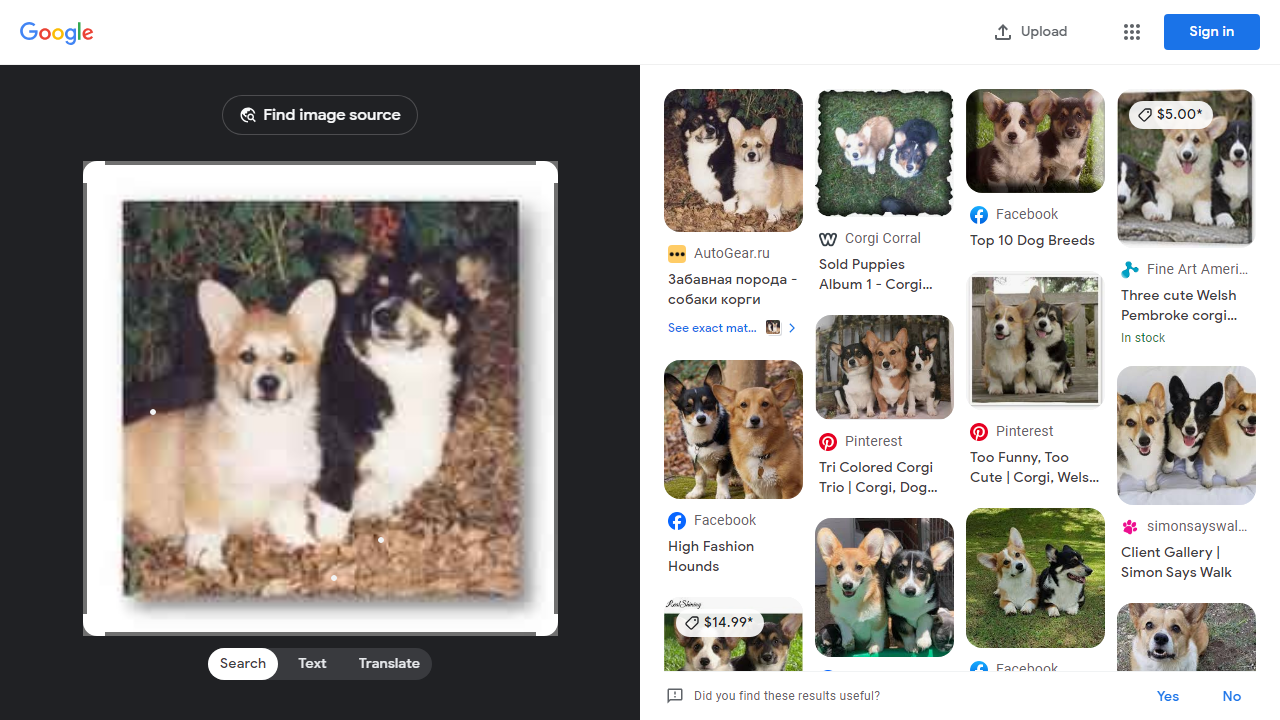 Google
Upload
Sign in
Find image source
Search
Text
Translate
AutoGear.ru
Забавная порода -
собаки корги
See exact mat...
Facebook
High Fashion
Hounds
$14.99*
Corgi Corral
Sold Puppies
Album 1 - Corgi...
Pinterest
Tri Colored Corgi
Trio | Corgi, Dog...
Facebook
Top 10 Dog Breeds
Pinterest
Too Funny, Too
Cute | Corgi, Wels...
Facebook
$5.00*
Fine Art Ameri...
Three cute Welsh
Pembroke corgi...
In stock
simonsayswal...
Client Gallery |
Simon Says Walk
Did you find these results useful?
Yes
No